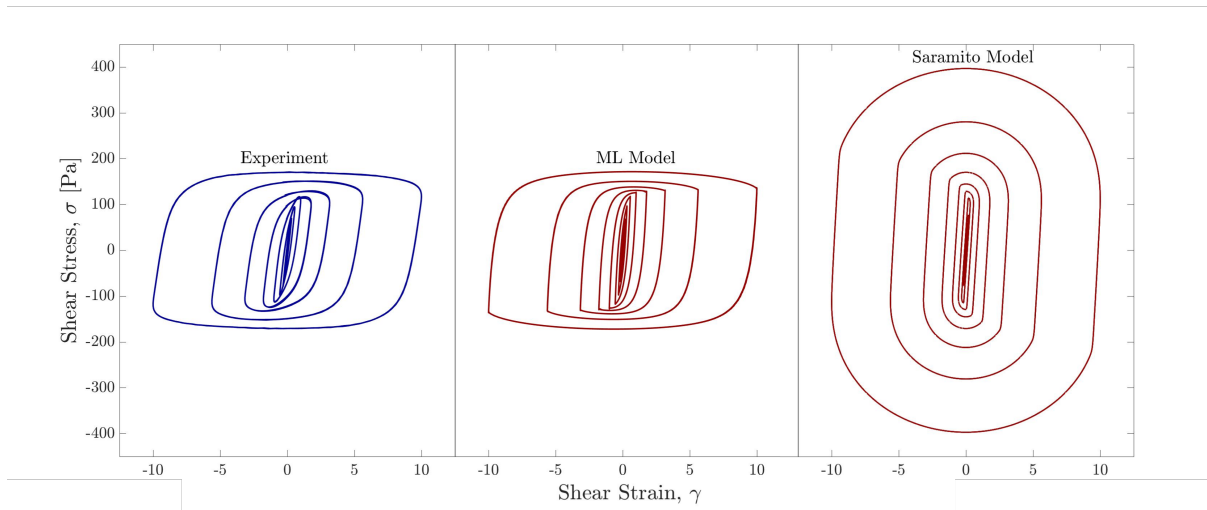 Saramito Model
Experiment
ML Model
400
300
200
100
0
-100
-200
-300
-400
Shear Stress, σ [Pa]
-10 -5 0 5 10
-10 -5 0 5 10
-10 -5 0 5 10
Shear Strain, γ